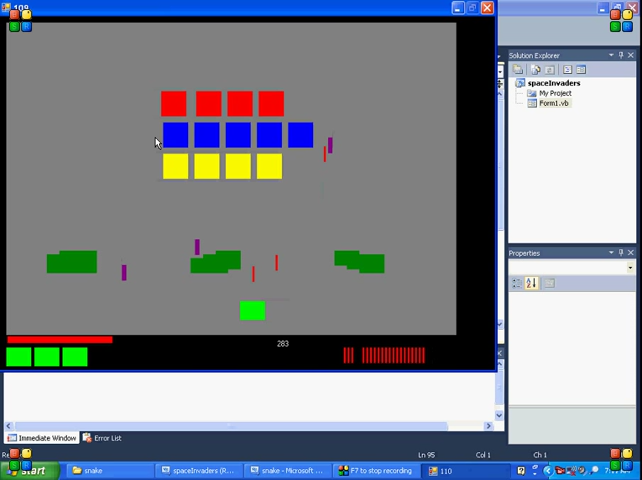 109
Solution Explorer
spaceInvaders
My Project
Form1.vb
Properties
283
Immediate Window
Error List
Ln 95
Col 1
Ch 1
start
snake
spaceInvaders (R...
snake - Microsoft ...
F7 to stop recording
110